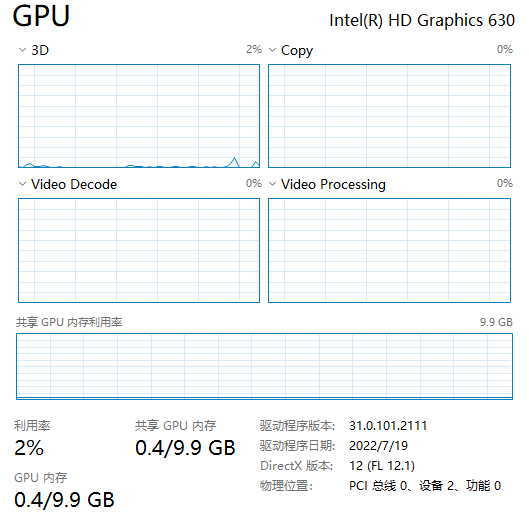 GPU
Intel(R) HD Graphics 630
3D 2%
Copy 0%
Video Decode 0%
Video Processing 0%
共享 GPU 内存利用率 9.9 GB
利用率
2%
共享 GPU 内存
0.4/9.9 GB
GPU 内存
0.4/9.9 GB
驱动程序版本: 31.0.101.2111
驱动程序日期: 2022/7/19
DirectX 版本: 12 (FL 12.1)
物理位置: PCI 总线 0、设备 2、功能 0